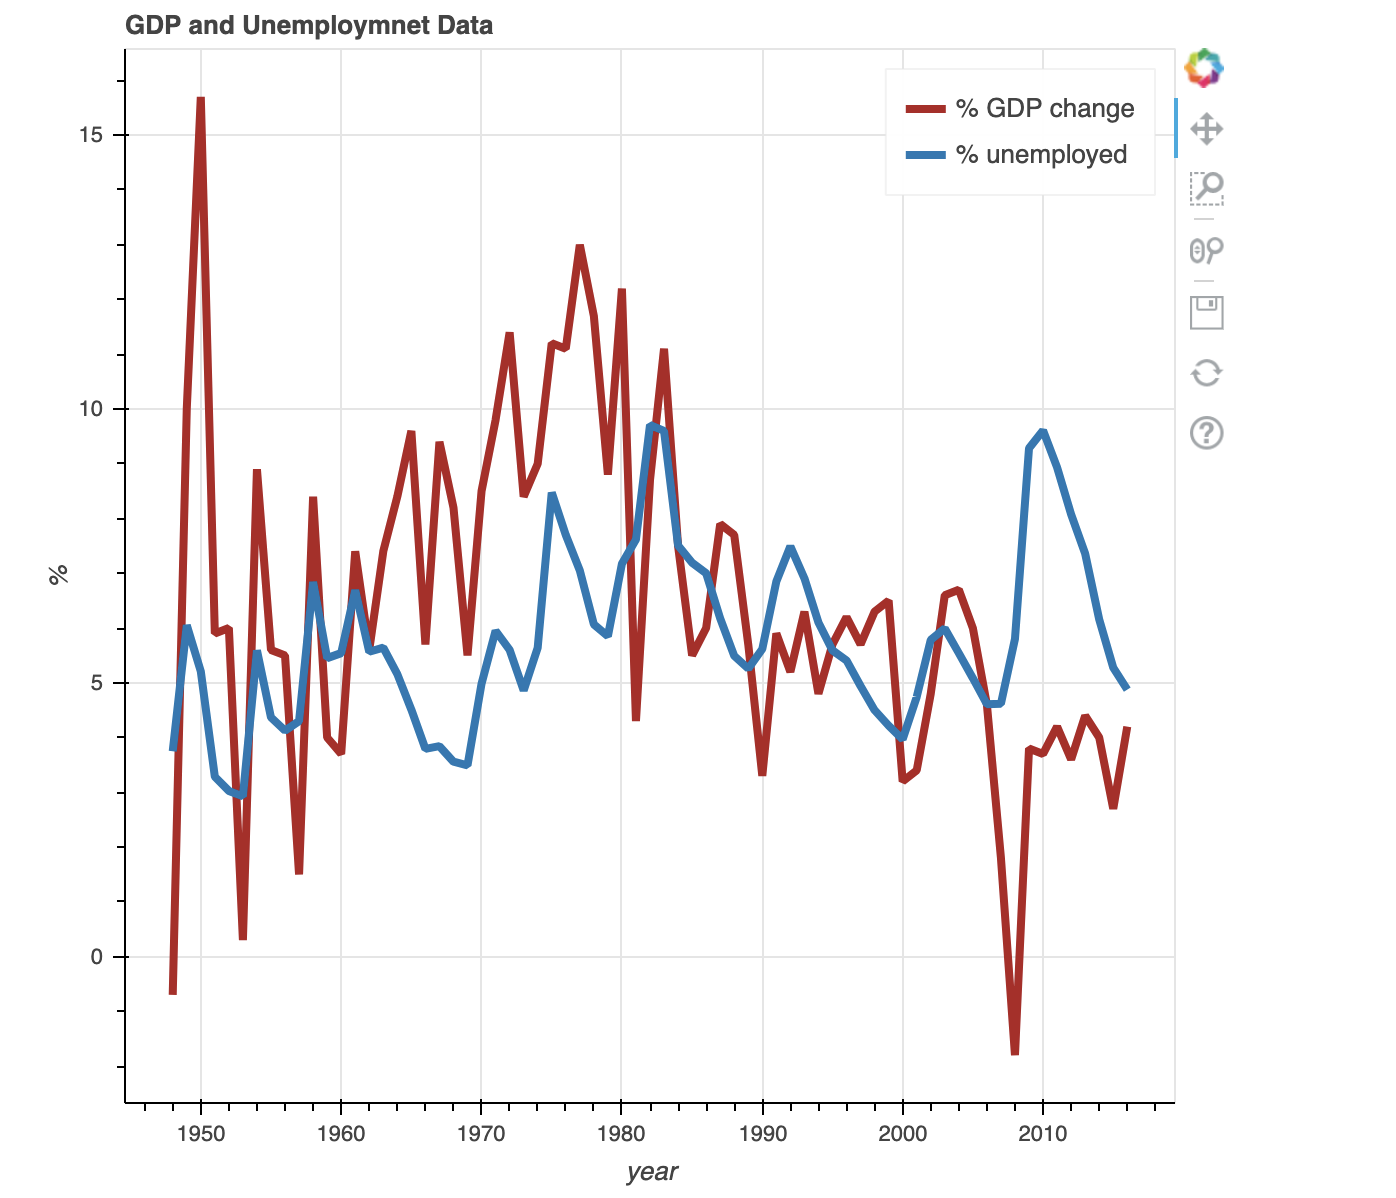 GDP and Unemploymnet Data
% GDP change
% unemployed
15
10
5
0
%
1950 1960 1970 1980 1990 2000 2010
year